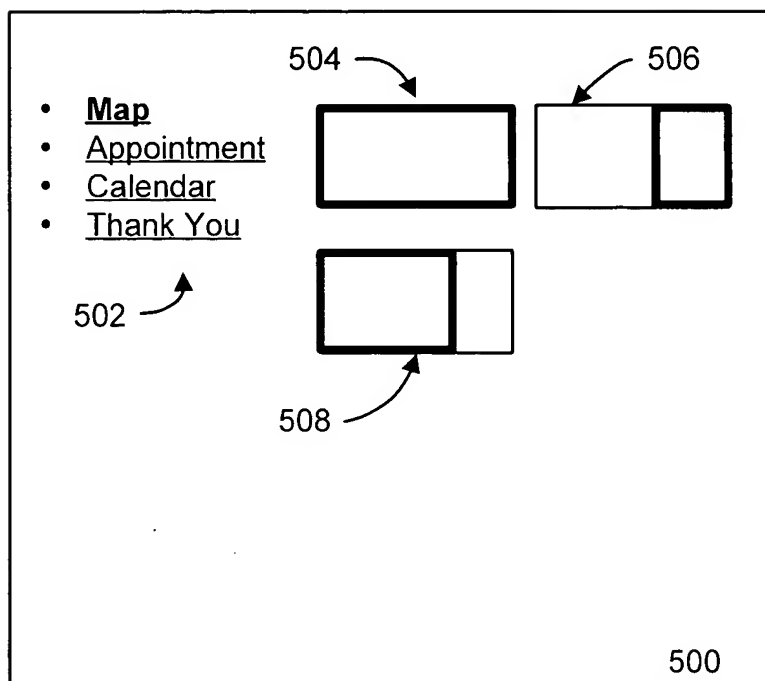 504
506
• Map
• Appointment
• Calendar
• Thank You
502
508
500